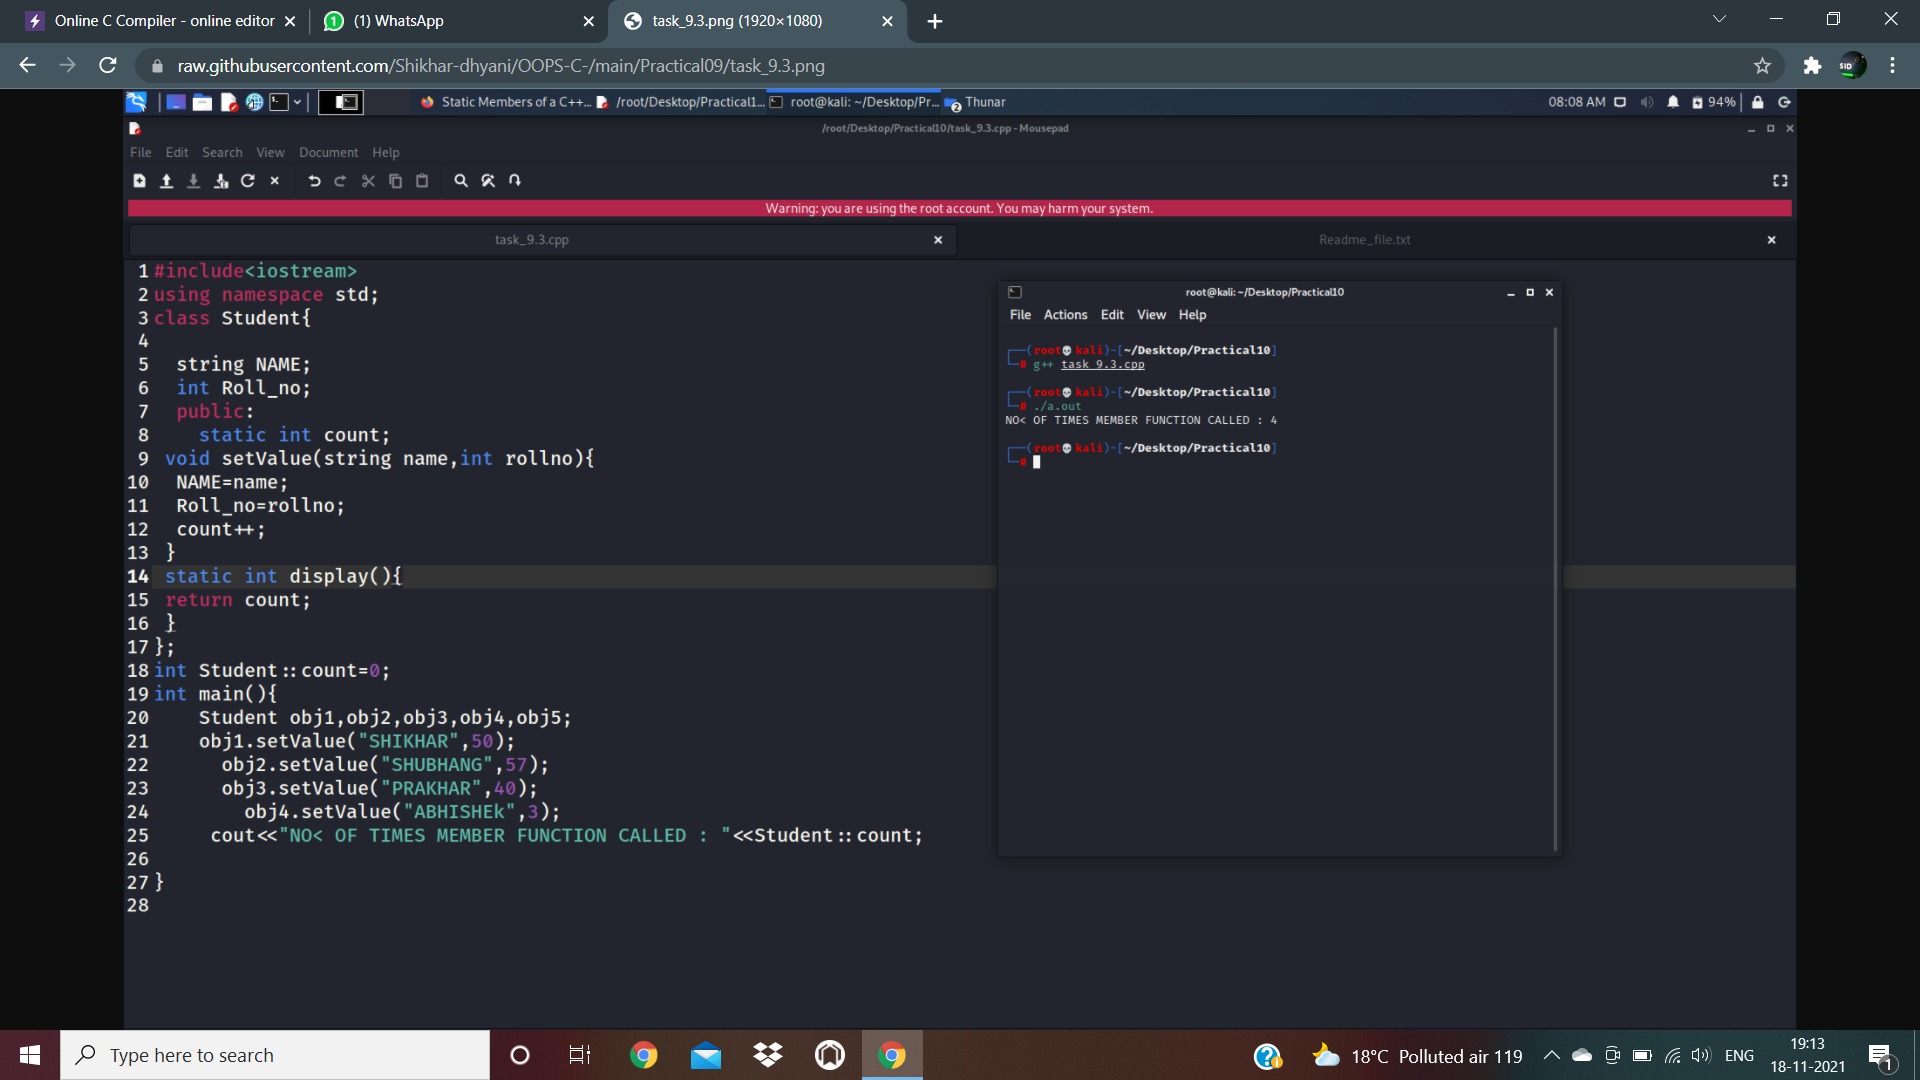 Online C Compiler - online editor
(1) WhatsApp
task_9.3.png (1920×1080)
raw.githubusercontent.com/Shikhar-dhyani/OOPS-C-/main/Practical09/task_9.3.png
SID
Static Members of a C++...
/root/Desktop/Practical1...
root@kali: ~/Desktop/Pr...
2
Thunar
08:08 AM
94%
/root/Desktop/Practical10/task_9.3.cpp - Mousepad
File Edit Search View Document Help
Warning: you are using the root account. You may harm your system.
task_9.3.cpp
Readme_file.txt
1 #include<iostream>
2 using namespace std;
3 class Student{
4
5 string NAME;
6 int Roll_no;
7 public:
8 static int count;
9 void setValue(string name,int rollno){
10 NAME=name;
11 Roll_no=rollno;
12 count++;
13 }
14 static int display(){
15 return count;
16 }
17 };
18 int Student::count=0;
19 int main(){
20 Student obj1,obj2,obj3,obj4,obj5;
21 obj1.setValue("SHIKHAR",50);
22 obj2.setValue("SHUBHANG",57);
23 obj3.setValue("PRAKHAR",40);
24 obj4.setValue("ABHISHEk",3);
25 cout<<"NO< OF TIMES MEMBER FUNCTION CALLED : "<<Student::count;
26
27 }
28
root@kali: ~/Desktop/Practical10
File Actions Edit View Help
(root💀kali)-[~/Desktop/Practical10]
# g++ task_9.3.cpp
(root💀kali)-[~/Desktop/Practical10]
# ./a.out
NO< OF TIMES MEMBER FUNCTION CALLED : 4
(root💀kali)-[~/Desktop/Practical10]
#
Type here to search
18°C Polluted air 119
ENG
19:13
18-11-2021
1